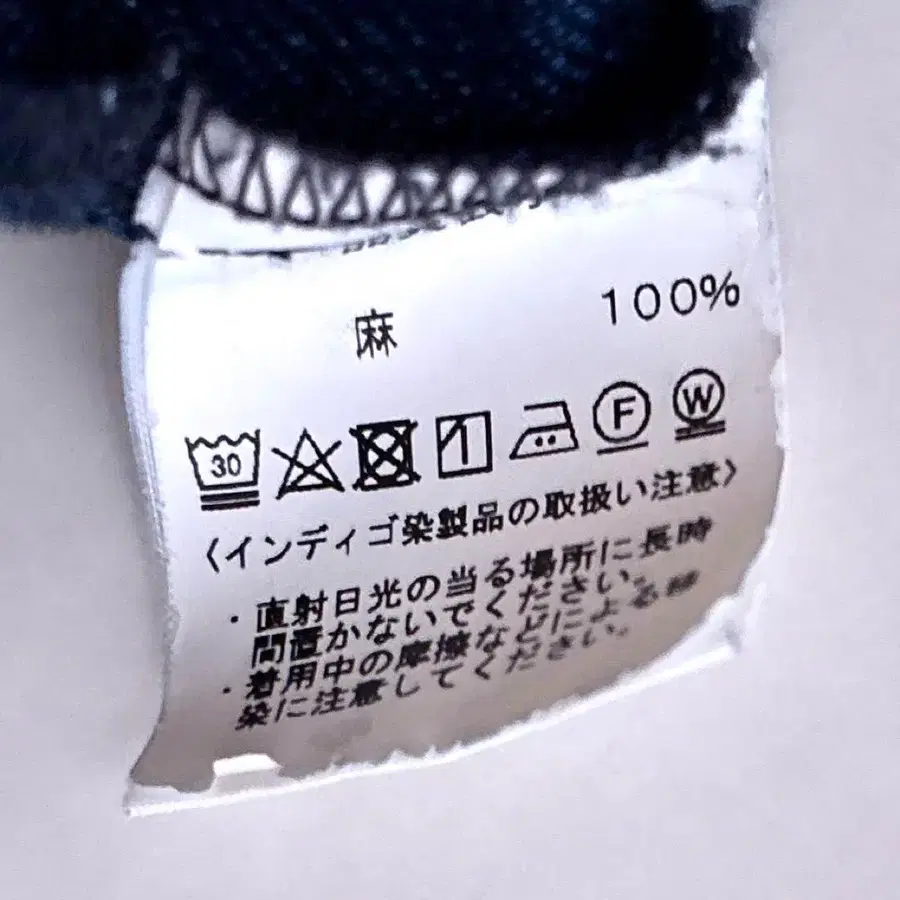 麻 100%
30 F W
〈インディゴ染製品の取扱い注意〉
・直射日光の当る場所に長時
間置かないでください。
・着用中の摩擦などによる移
染に注意してください。